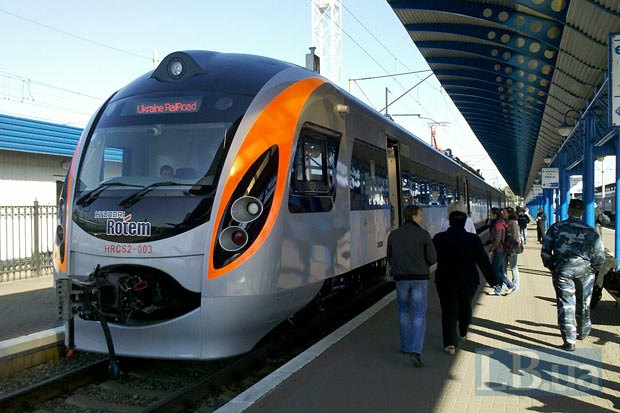 Ukraine RailRoad
HYUNDAI
Rotem
HRCS2-003
LB.ua